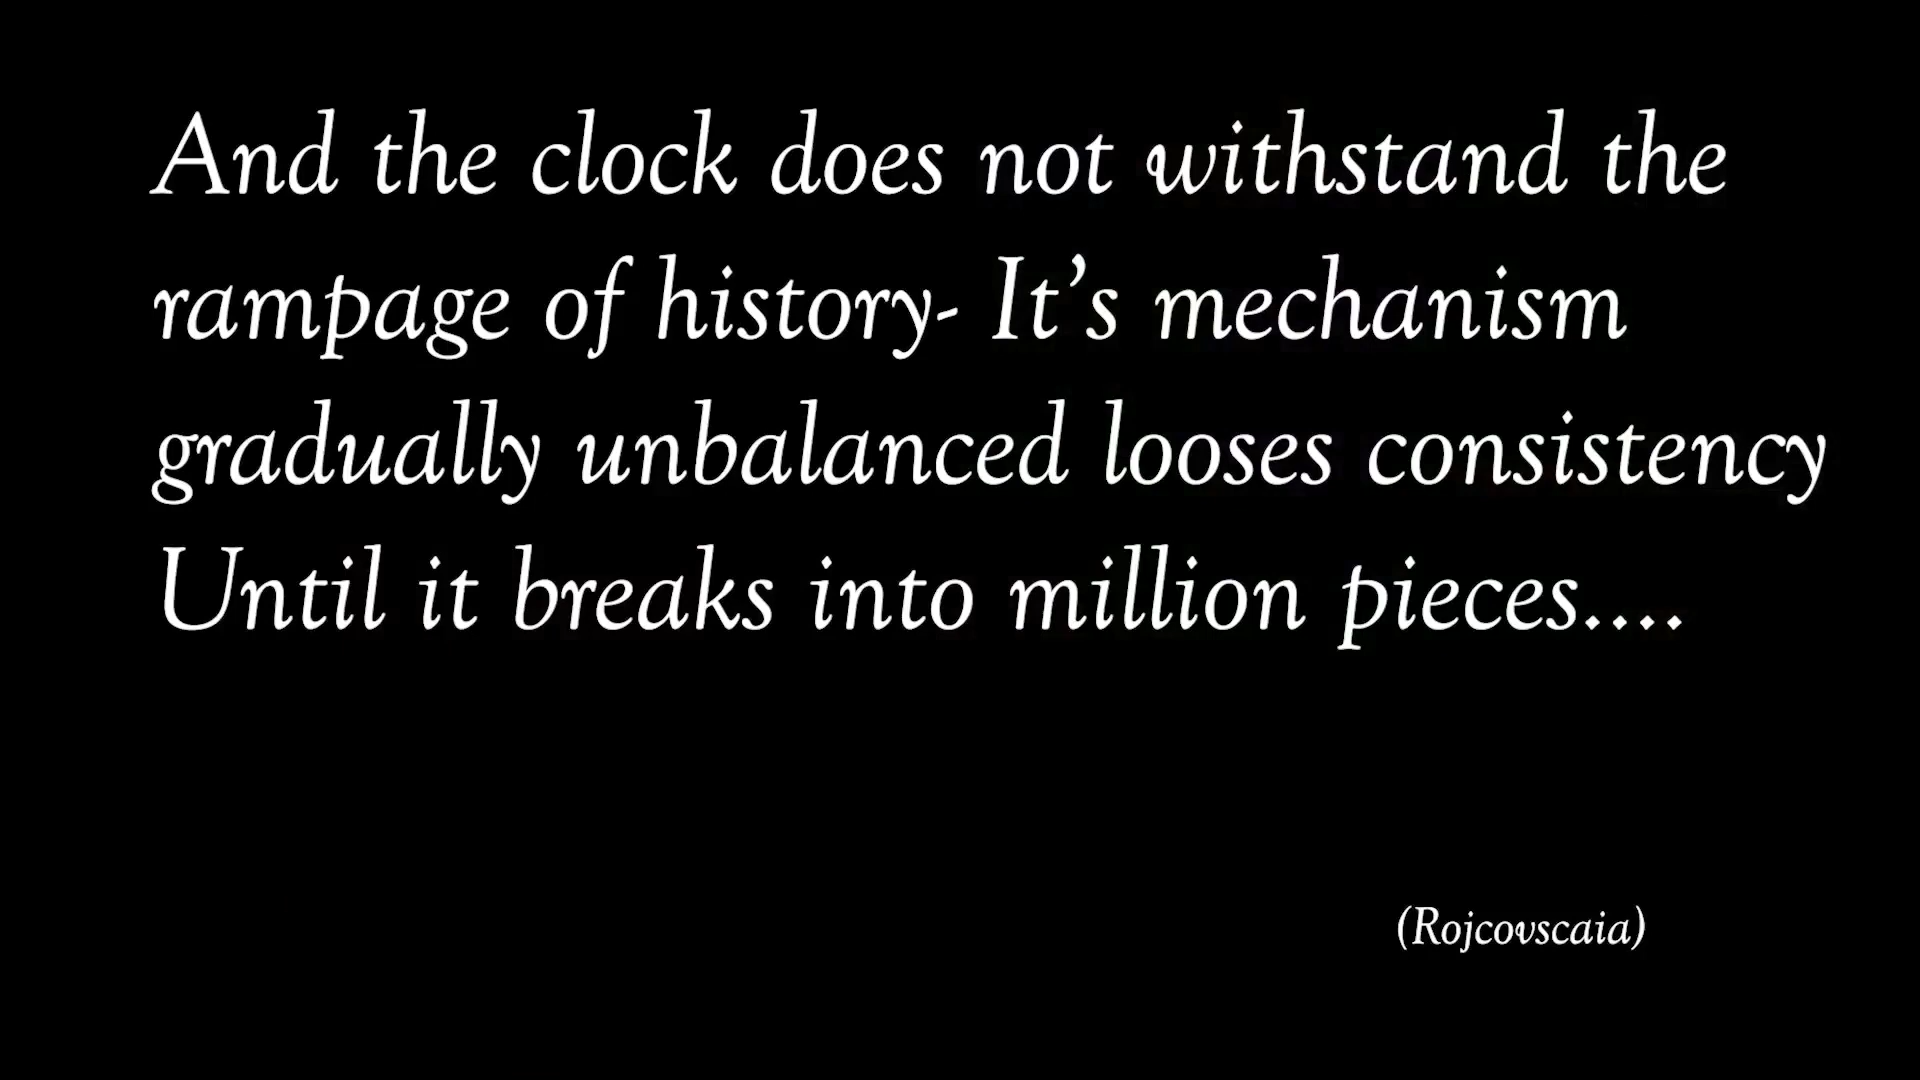 And the clock does not withstand the
rampage of history- It’s mechanism
gradually unbalanced looses consistency
Until it breaks into million pieces....
(Rojcovscaia)